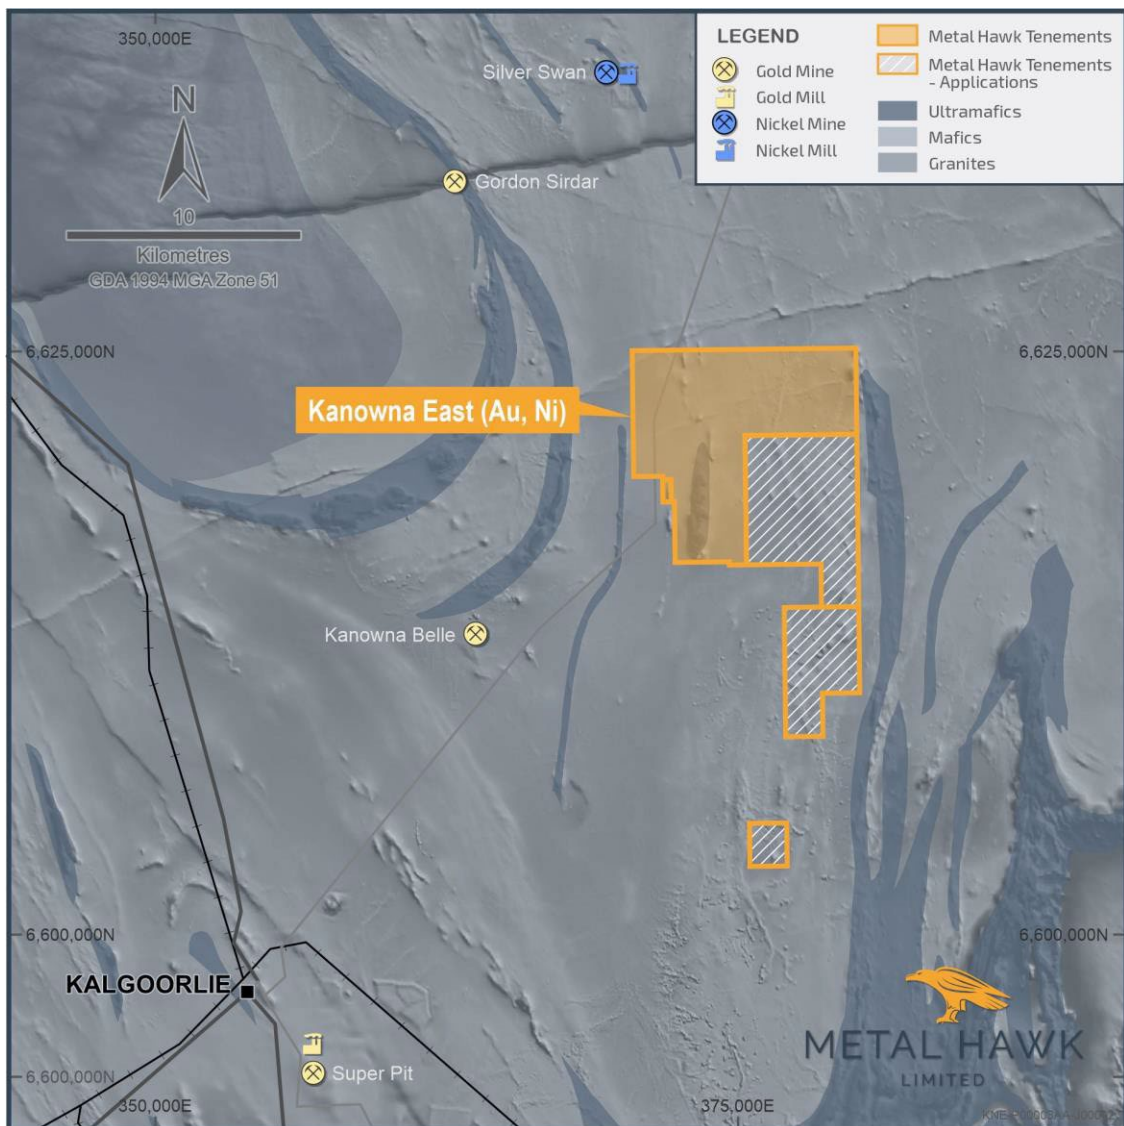 350,000E
LEGEND
Gold Mine
Gold Mill
Nickel Mine
Nickel Mill
Metal Hawk Tenements
Metal Hawk Tenements
- Applications
Ultramafics
Mafics
Granites
Silver Swan
N
Gordon Sirdar
10
Kilometres
GDA 1994 MGA Zone 51
6,625,000N
6,625,000N
Kanowna East (Au, Ni)
Kanowna Belle
6,600,000N
6,600,000N
KALGOORLIE
METAL HAWK
LIMITED
Super Pit
6,600,000N
350,000E
375,000E